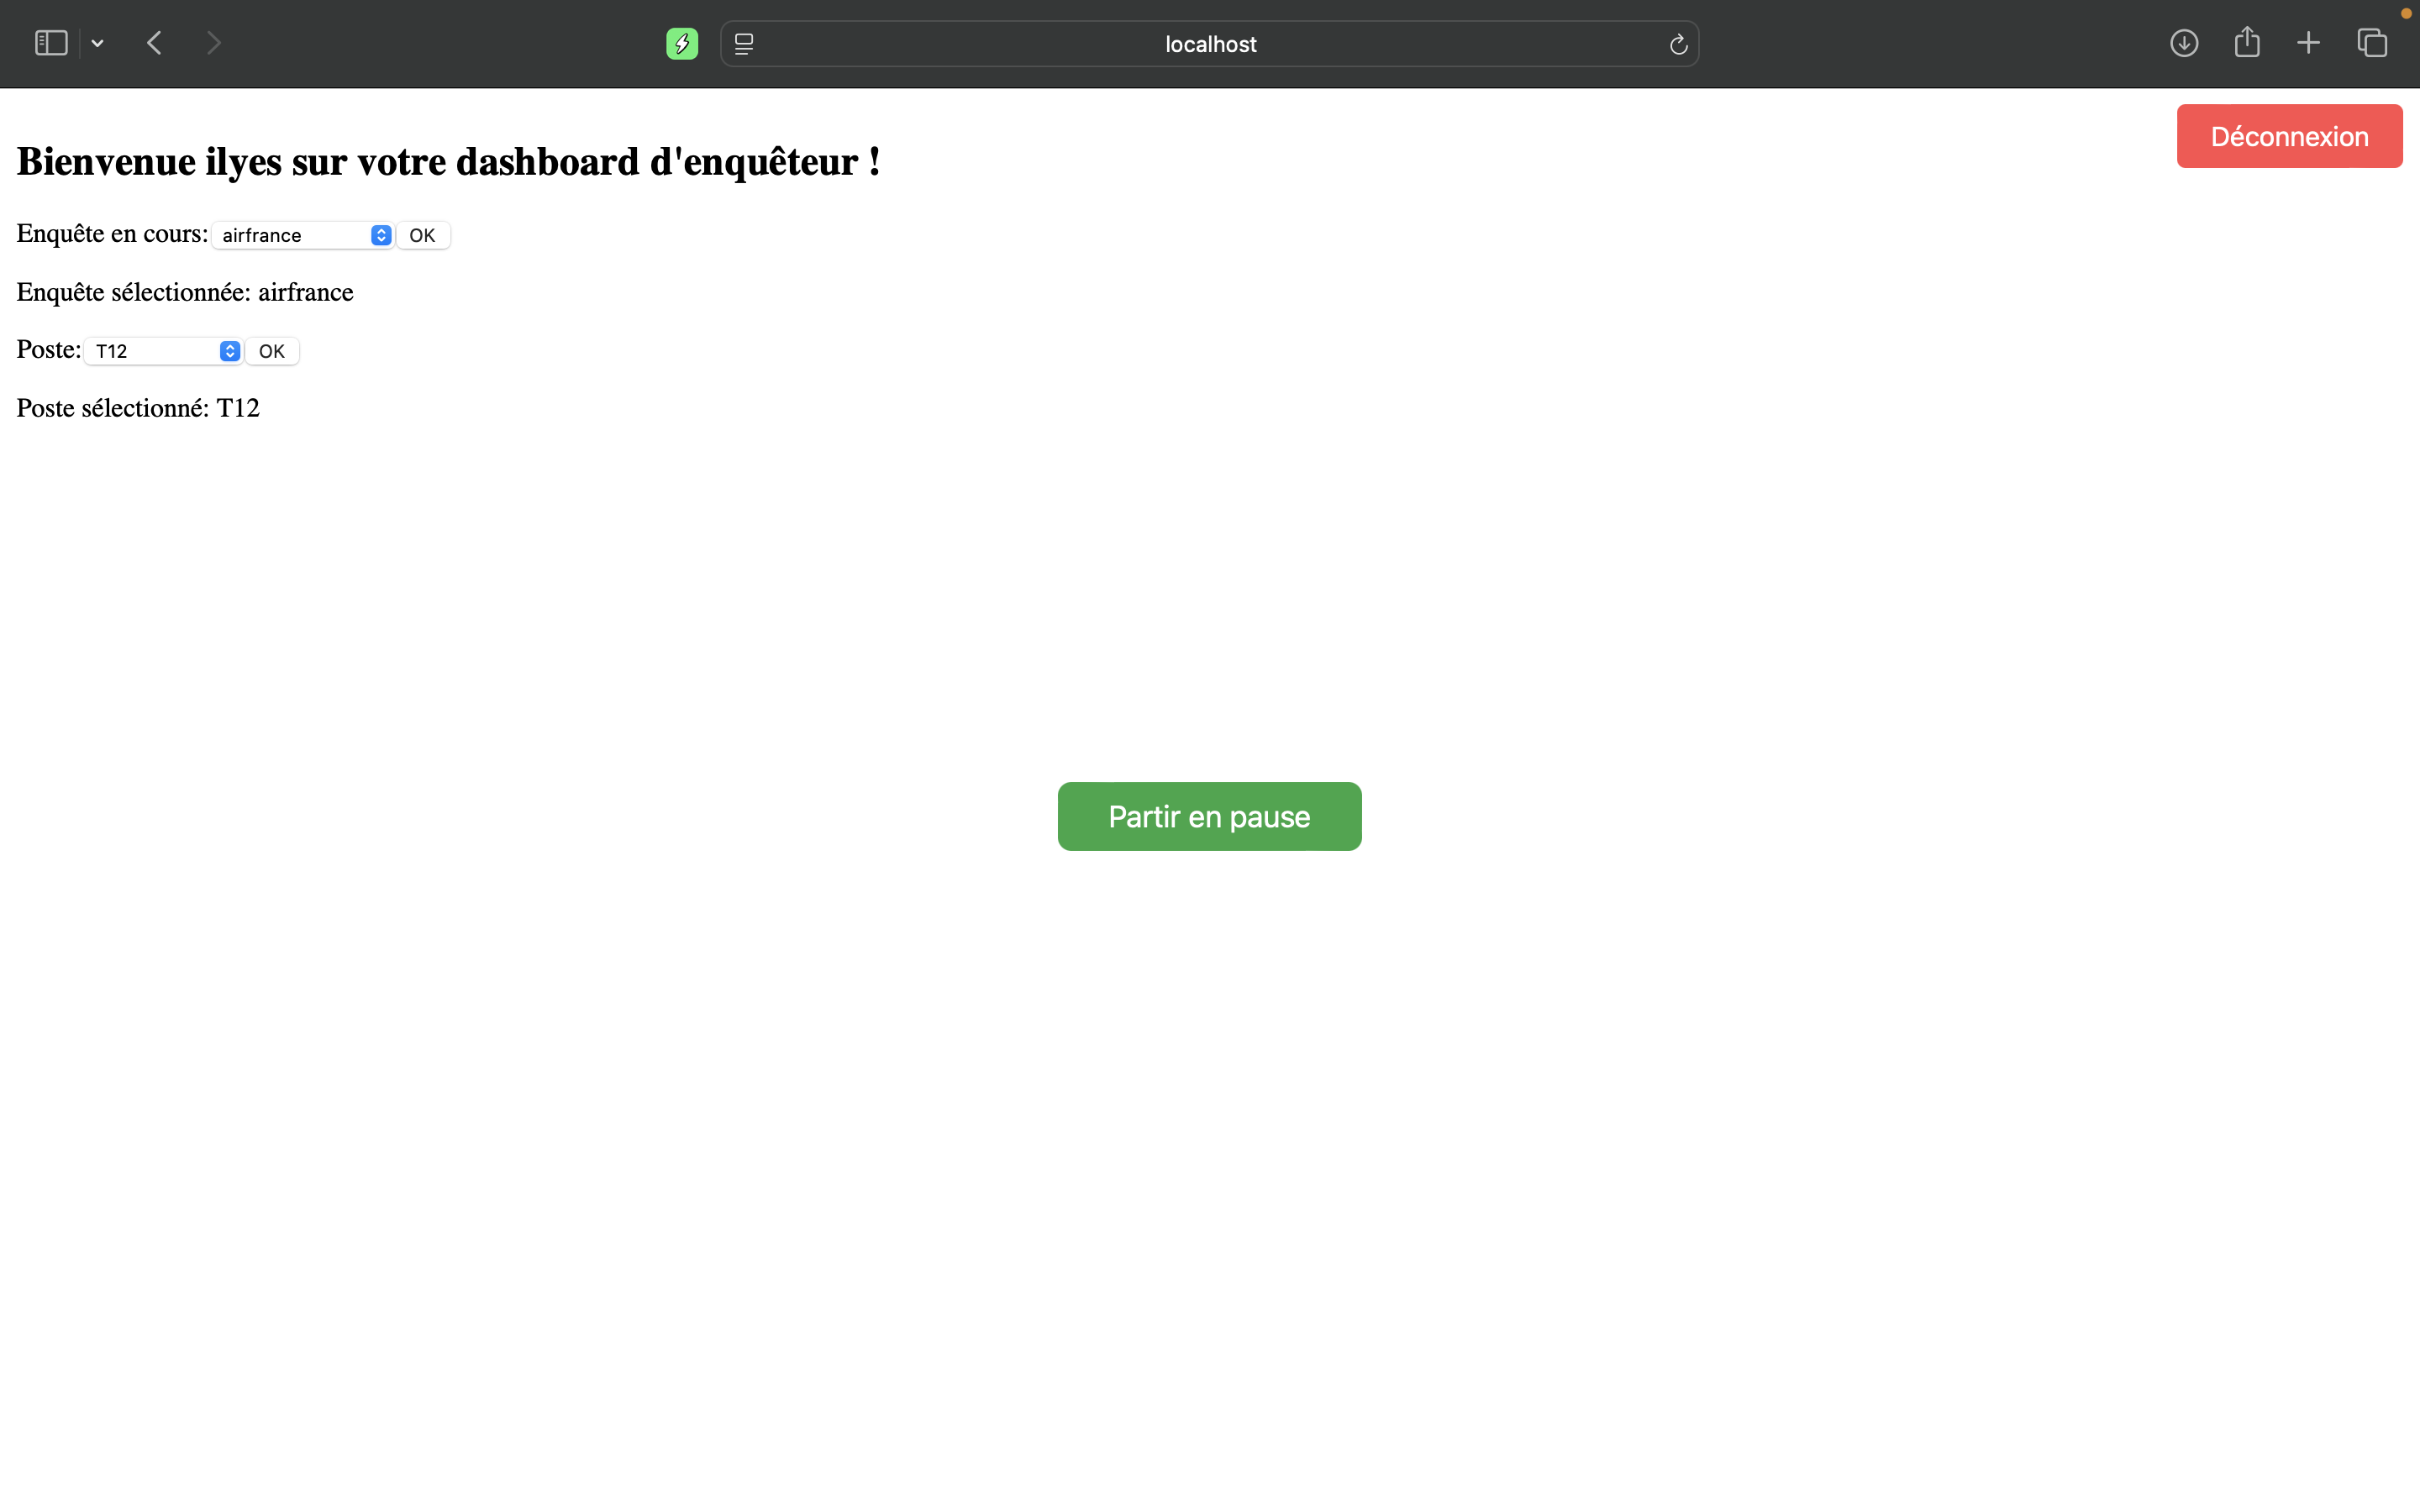 localhost
Déconnexion
Bienvenue ilyes sur votre dashboard d'enquêteur !
Enquête en cours: airfrance OK
Enquête sélectionnée: airfrance
Poste: T12 OK
Poste sélectionné: T12
Partir en pause